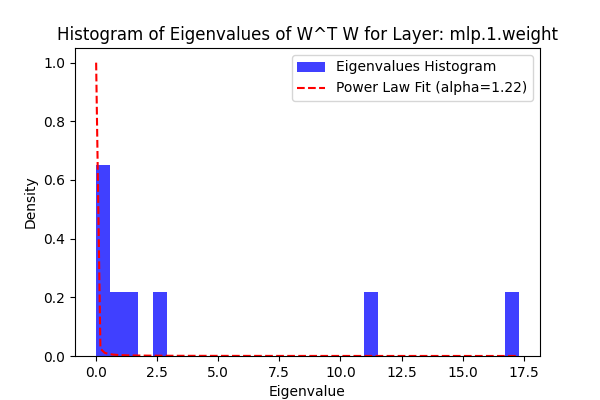 Histogram of Eigenvalues of W^T W for Layer: mlp.1.weight
Eigenvalues Histogram
Power Law Fit (alpha=1.22)
1.0
0.8
0.6
0.4
0.2
0.0
Density
0.0 2.5 5.0 7.5 10.0 12.5 15.0 17.5
Eigenvalue